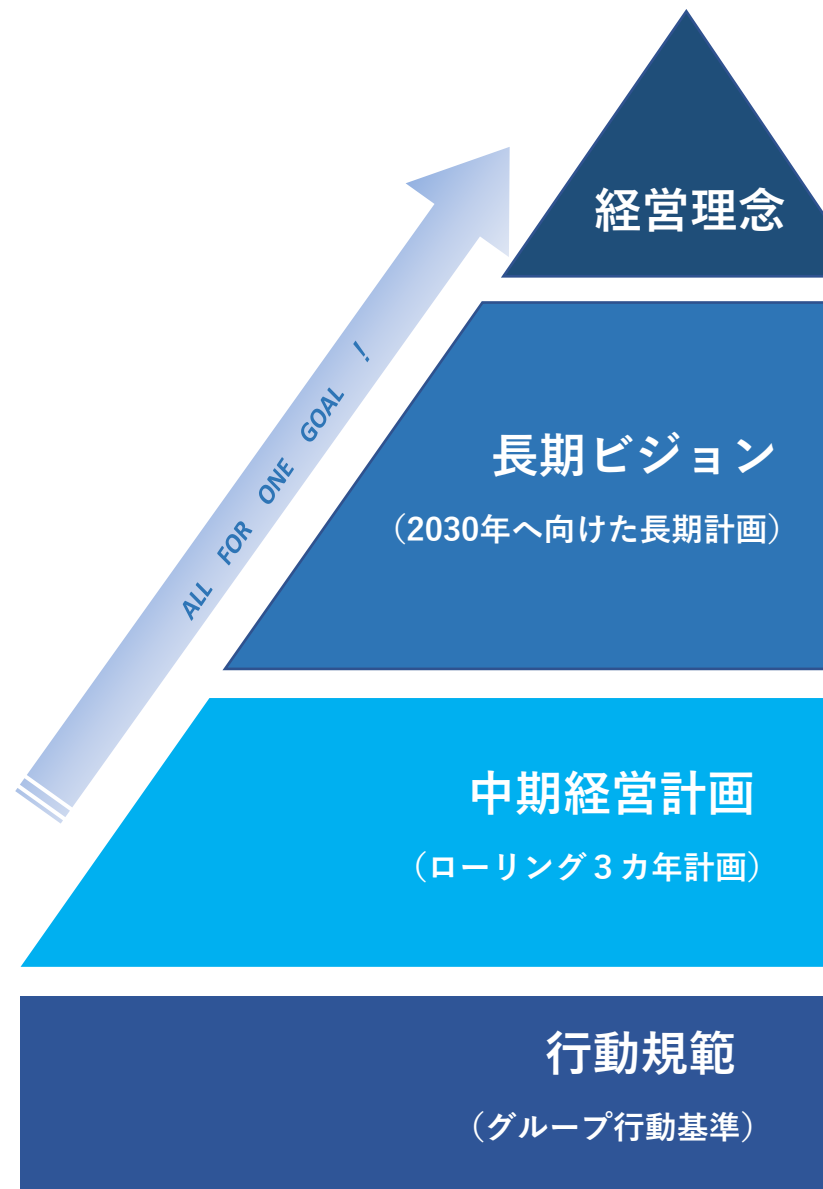 経営理念
長期ビジョン
（2030年へ向けた長期計画）
ALL FOR ONE GOAL ！
中期経営計画
（ローリング３カ年計画）
行動規範
（グループ行動基準）